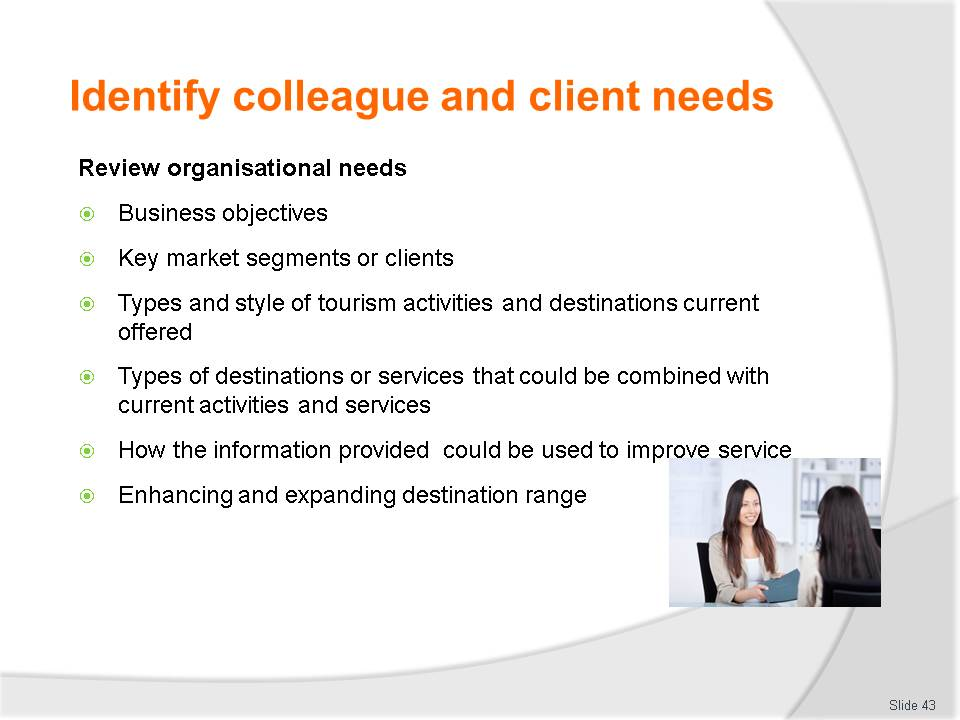 Identify colleague and client needs
Review organisational needs
Business objectives
Key market segments or clients
Types and style of tourism activities and destinations current
offered
Types of destinations or services that could be combined with
current activities and services
How the information provided  could be used to improve service
Enhancing and expanding destination range
Slide 43